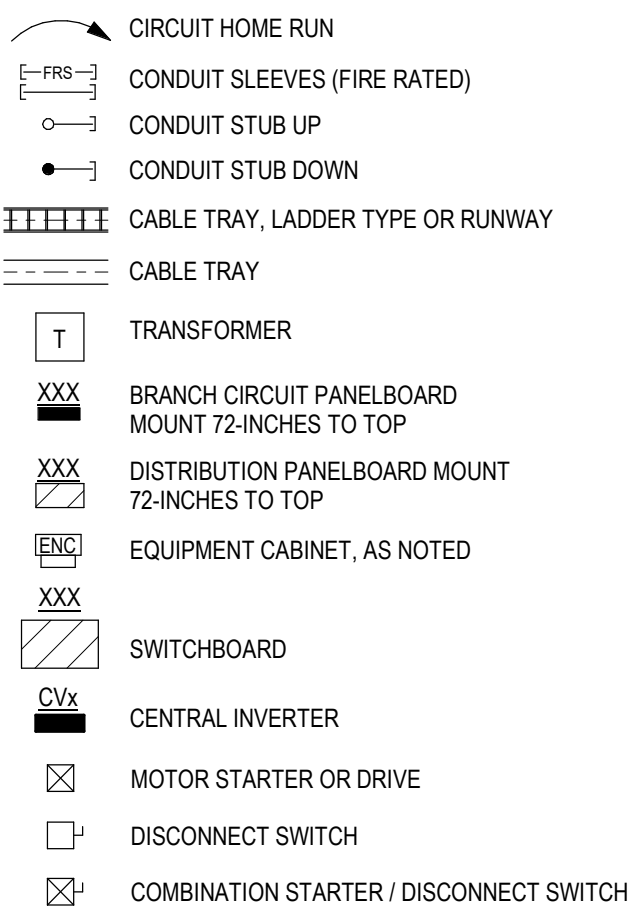 CIRCUIT HOME RUN
FRS CONDUIT SLEEVES (FIRE RATED)
CONDUIT STUB UP
CONDUIT STUB DOWN
CABLE TRAY, LADDER TYPE OR RUNWAY
CABLE TRAY
T TRANSFORMER
XXX BRANCH CIRCUIT PANELBOARD
MOUNT 72-INCHES TO TOP
XXX DISTRIBUTION PANELBOARD MOUNT
72-INCHES TO TOP
ENC EQUIPMENT CABINET, AS NOTED
XXX
SWITCHBOARD
CVx
CENTRAL INVERTER
MOTOR STARTER OR DRIVE
DISCONNECT SWITCH
COMBINATION STARTER / DISCONNECT SWITCH